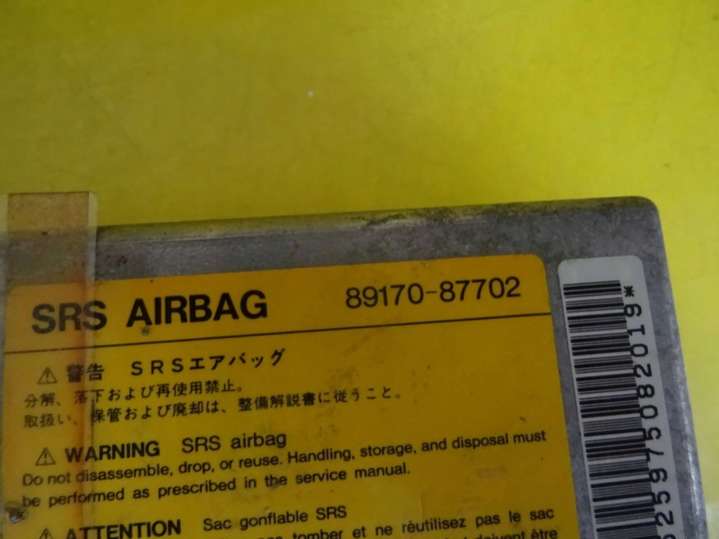 SRS AIRBAG 89170-87702
⚠ 警告 SRSエアバッグ
分解、落下および再使用禁止。
取扱い、保管および廃却は、整備解説書に従うこと。
⚠ WARNING SRS airbag
Do not disassemble, drop, or reuse. Handling, storage, and disposal must
be performed as prescribed in the service manual.
⚠ ATTENTION Sac gonflable SRS
tomber et ne réutilisez pas le sac
doivent être
25975082019*